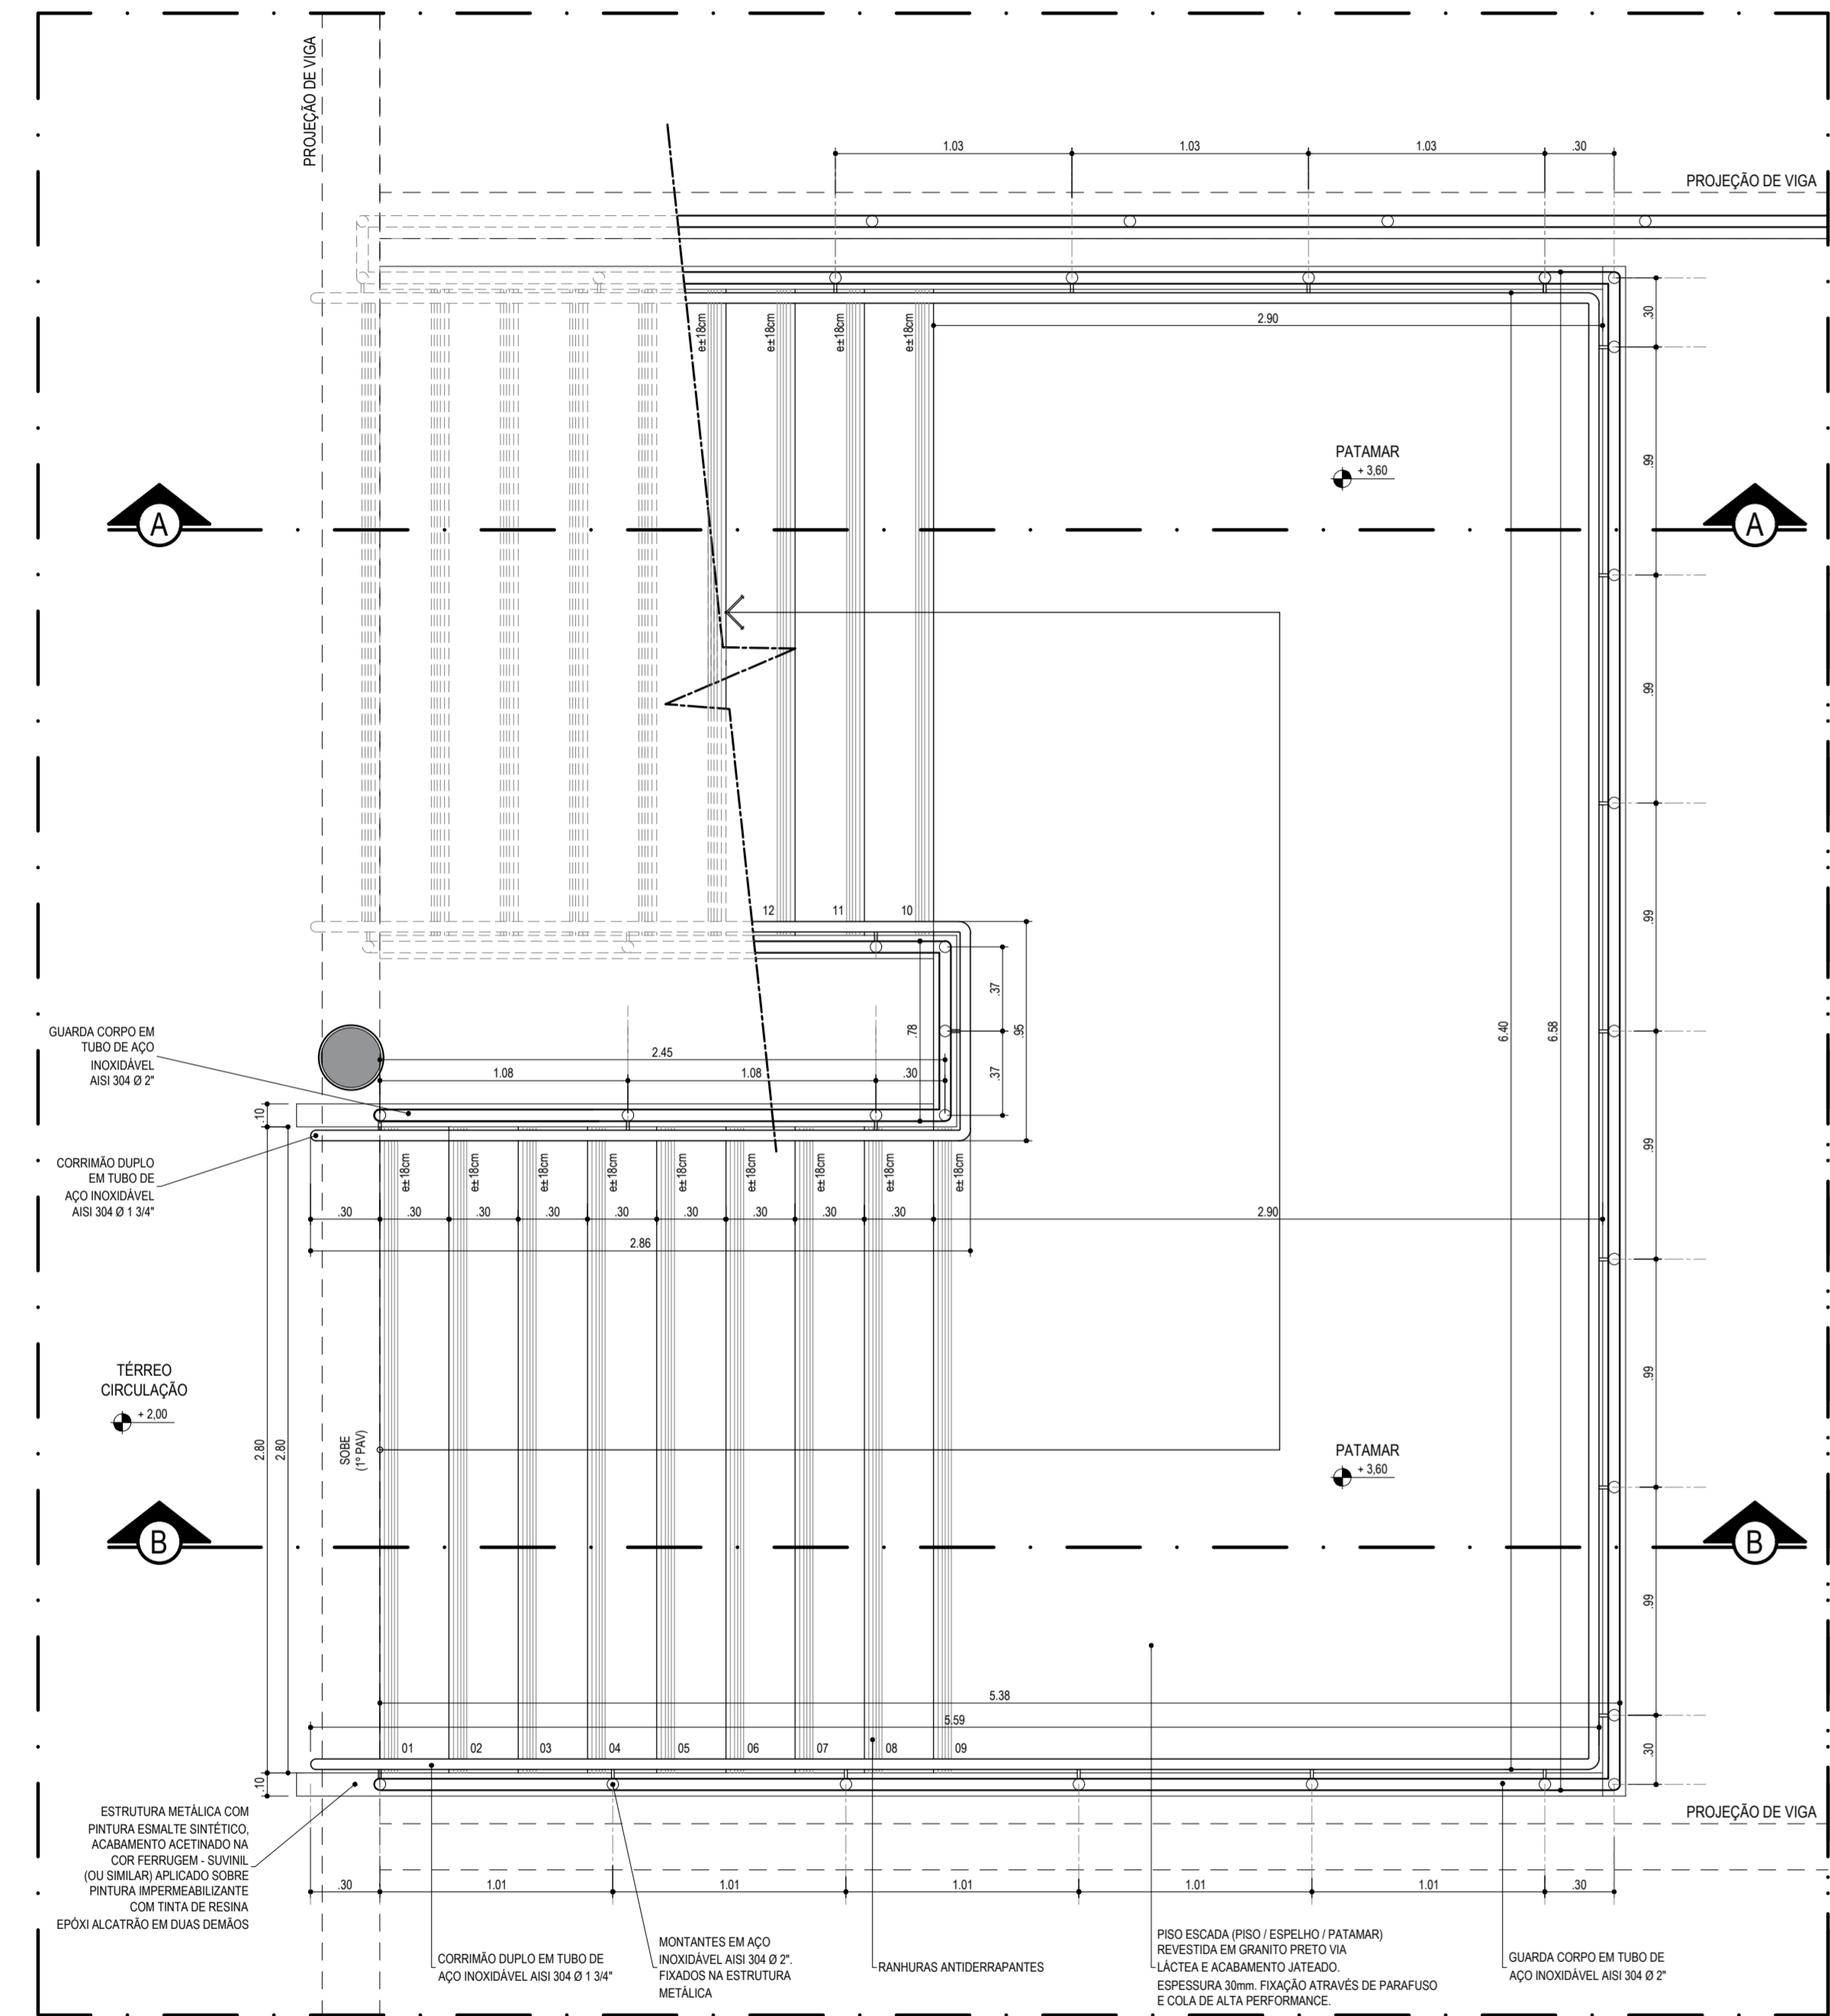 PROJEÇÃO DE VIGA
1.03
1.03
1.03
.30
PROJEÇÃO DE VIGA
e±18cm
e±18cm
e±18cm
e±18cm
2.90
.30
PATAMAR
+ 3,60
.99
A
A
.99
.99
12
11
10
.37
.78
.95
.37
6.40
6.58
GUARDA CORPO EM
TUBO DE AÇO
INOXIDÁVEL
AISI 304 Ø 2"
2.45
1.08
1.08
.30
.10
CORRIMÃO DUPLO
EM TUBO DE
AÇO INOXIDÁVEL
AISI 304 Ø 1 3/4"
e±18cm
e±18cm
e±18cm
e±18cm
e±18cm
e±18cm
e±18cm
e±18cm
e±18cm
.99
.30
.30
.30
.30
.30
.30
.30
.30
.30
2.90
2.86
TÉRREO
CIRCULAÇÃO
+ 2,00
.99
2.80
2.80
SOBE
(1º PAV)
PATAMAR
+ 3,60
B
B
.99
5.38
5.59
01
02
03
04
05
06
07
08
09
.30
.10
ESTRUTURA METÁLICA COM
PINTURA ESMALTE SINTÉTICO,
ACABAMENTO ACETINADO NA
COR FERRUGEM - SUVINIL
(OU SIMILAR) APLICADO SOBRE
PINTURA IMPERMEABILIZANTE
COM TINTA DE RESINA
EPÓXI ALCATRÃO EM DUAS DEMÃOS
PROJEÇÃO DE VIGA
.30
1.01
1.01
1.01
1.01
1.01
.30
CORRIMÃO DUPLO EM TUBO DE
AÇO INOXIDÁVEL AISI 304 Ø 1 3/4"
MONTANTES EM AÇO
INOXIDÁVEL AISI 304 Ø 2".
FIXADOS NA ESTRUTURA
METÁLICA
RANHURAS ANTIDERRAPANTES
PISO ESCADA (PISO / ESPELHO / PATAMAR)
REVESTIDA EM GRANITO PRETO VIA
LÁCTEA E ACABAMENTO JATEADO.
ESPESSURA 30mm. FIXAÇÃO ATRAVÉS DE PARAFUSO
E COLA DE ALTA PERFORMANCE.
GUARDA CORPO EM TUBO DE
AÇO INOXIDÁVEL AISI 304 Ø 2"